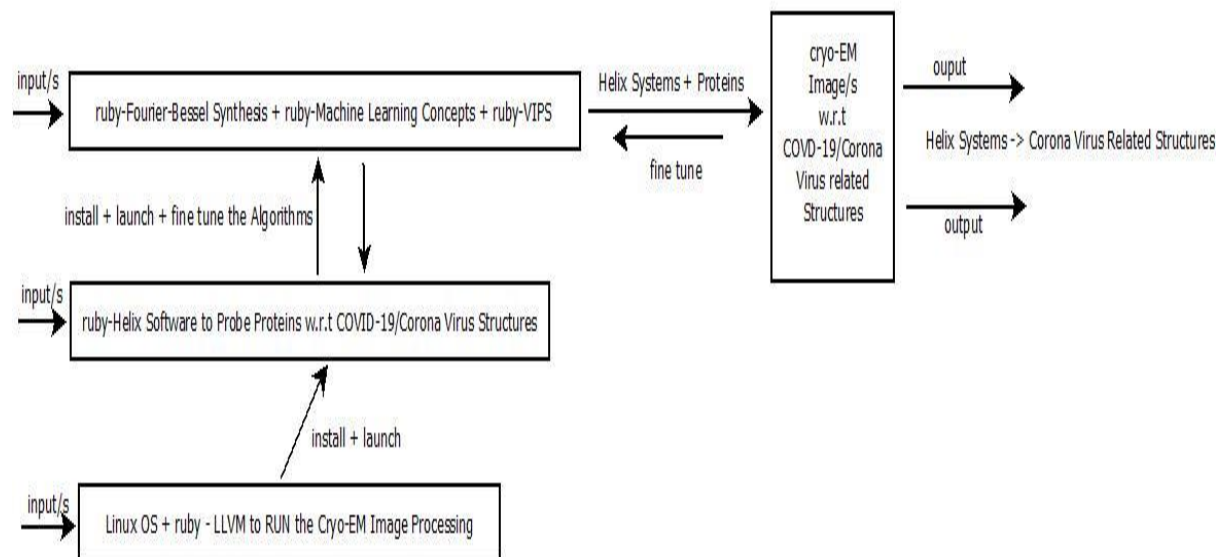 input/s
ruby-Fourier-Bessel Synthesis + ruby-Machine Learning Concepts + ruby-VIPS
Helix Systems + Proteins
fine tune
cryo-EM
Image/s
w.r.t
COVD-19/Corona
Virus related
Structures
ouput
Helix Systems -> Corona Virus Related Structures
output
install + launch + fine tune the Algorithms
input/s
ruby-Helix Software to Probe Proteins w.r.t COVID-19/Corona Virus Structures
install + launch
input/s
Linux OS + ruby - LLVM to RUN the Cryo-EM Image Processing